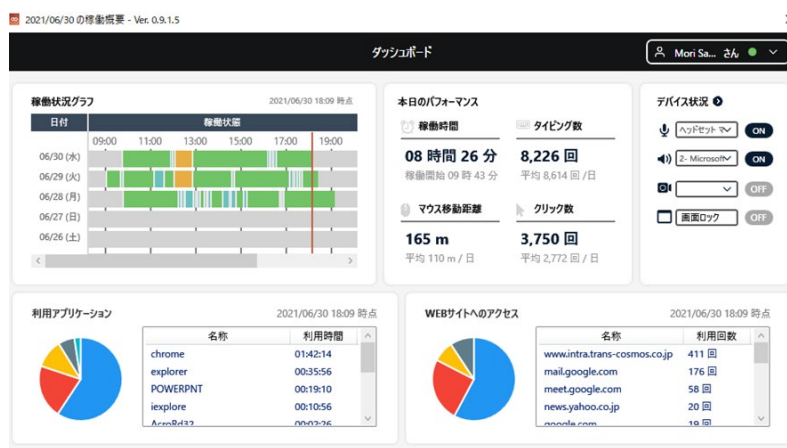 2021/06/30 の稼働概要 - Ver. 0.9.1.5
ダッシュボード
Mori Sa... さん
稼働状況グラフ
2021/06/30 18:09 時点
日付
稼働状態
09:00 11:00 13:00 15:00 17:00 19:00
06/30 (水)
06/29 (火)
06/28 (月)
06/27 (日)
06/26 (土)
本日のパフォーマンス
稼働時間
08 時間 26 分
稼働開始 09 時 43 分
タイピング数
8,226 回
平均 8,614 回 /日
マウス移動距離
165 m
平均 110 m / 日
クリック数
3,750 回
平均 2,772 回 / 日
デバイス状況
ヘッドセット マ
ON
2- Microsoft
ON
OFF
画面ロック
OFF
利用アプリケーション
2021/06/30 18:09 時点
名称 利用時間
chrome 01:42:14
explorer 00:35:56
POWERPNT 00:19:10
iexplore 00:10:56
AcroRd32 00:02:26
WEBサイトへのアクセス
2021/06/30 18:09 時点
名称 利用回数
www.intra.trans-cosmos.co.jp 411 回
mail.google.com 176 回
meet.google.com 58 回
news.yahoo.co.jp 20 回
google.com 19 回